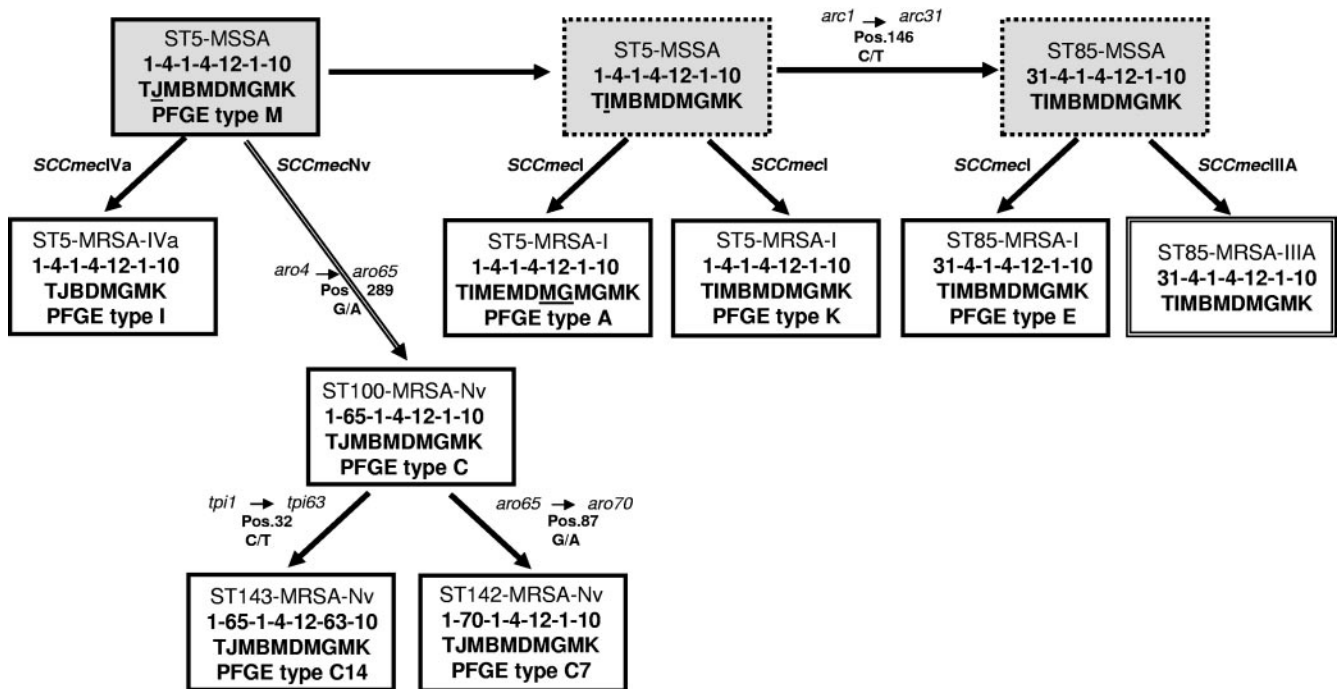 arc1 → arc31
Pos.146
C/T
ST5-MSSA
1-4-1-4-12-1-10
TJMBMDMGMK
PFGE type M
ST5-MSSA
1-4-1-4-12-1-10
TIMBMDMGMK
ST85-MSSA
31-4-1-4-12-1-10
TIMBMDMGMK
SCCmecIVa
SCCmecNv
SCCmecI
SCCmecI
SCCmecI
SCCmecIIIA
ST5-MRSA-IVa
1-4-1-4-12-1-10
TJBDMGMK
PFGE type I
aro4 → aro65
Pos 289
G/A
ST5-MRSA-I
1-4-1-4-12-1-10
TIMEMDMGMGMK
PFGE type A
ST5-MRSA-I
1-4-1-4-12-1-10
TIMBMDMGMK
PFGE type K
ST85-MRSA-I
31-4-1-4-12-1-10
TIMBMDMGMK
PFGE type E
ST85-MRSA-IIIA
31-4-1-4-12-1-10
TIMBMDMGMK
ST100-MRSA-Nv
1-65-1-4-12-1-10
TJMBMDMGMK
PFGE type C
tpi1 → tpi63
Pos.32
C/T
aro65 → aro70
Pos.87
G/A
ST143-MRSA-Nv
1-65-1-4-12-63-10
TJMBMDMGMK
PFGE type C14
ST142-MRSA-Nv
1-70-1-4-12-1-10
TJMBMDMGMK
PFGE type C7